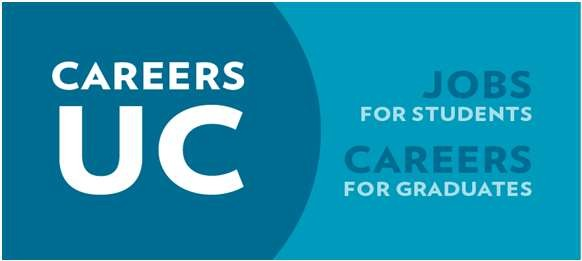 CAREERS
UC
JOBS
FOR STUDENTS
CAREERS
FOR GRADUATES